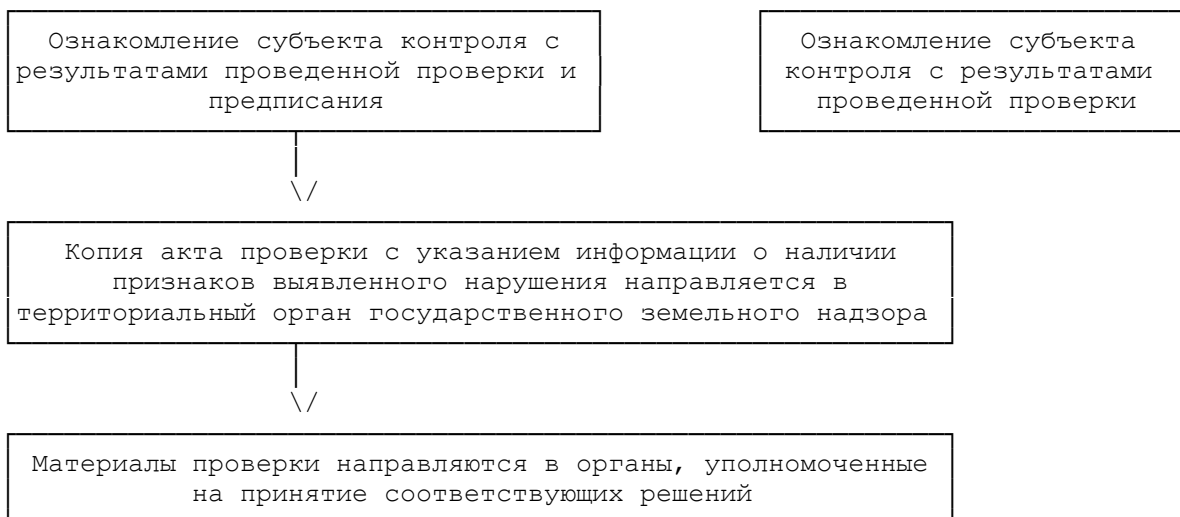 Ознакомление субъекта контроля с
результатами проведенной проверки и
предписания
Ознакомление субъекта
контроля с результатами
проведенной проверки
\/
Копия акта проверки с указанием информации о наличии
признаков выявленного нарушения направляется в
территориальный орган государственного земельного надзора
\/
Материалы проверки направляются в органы, уполномоченные
на принятие соответствующих решений